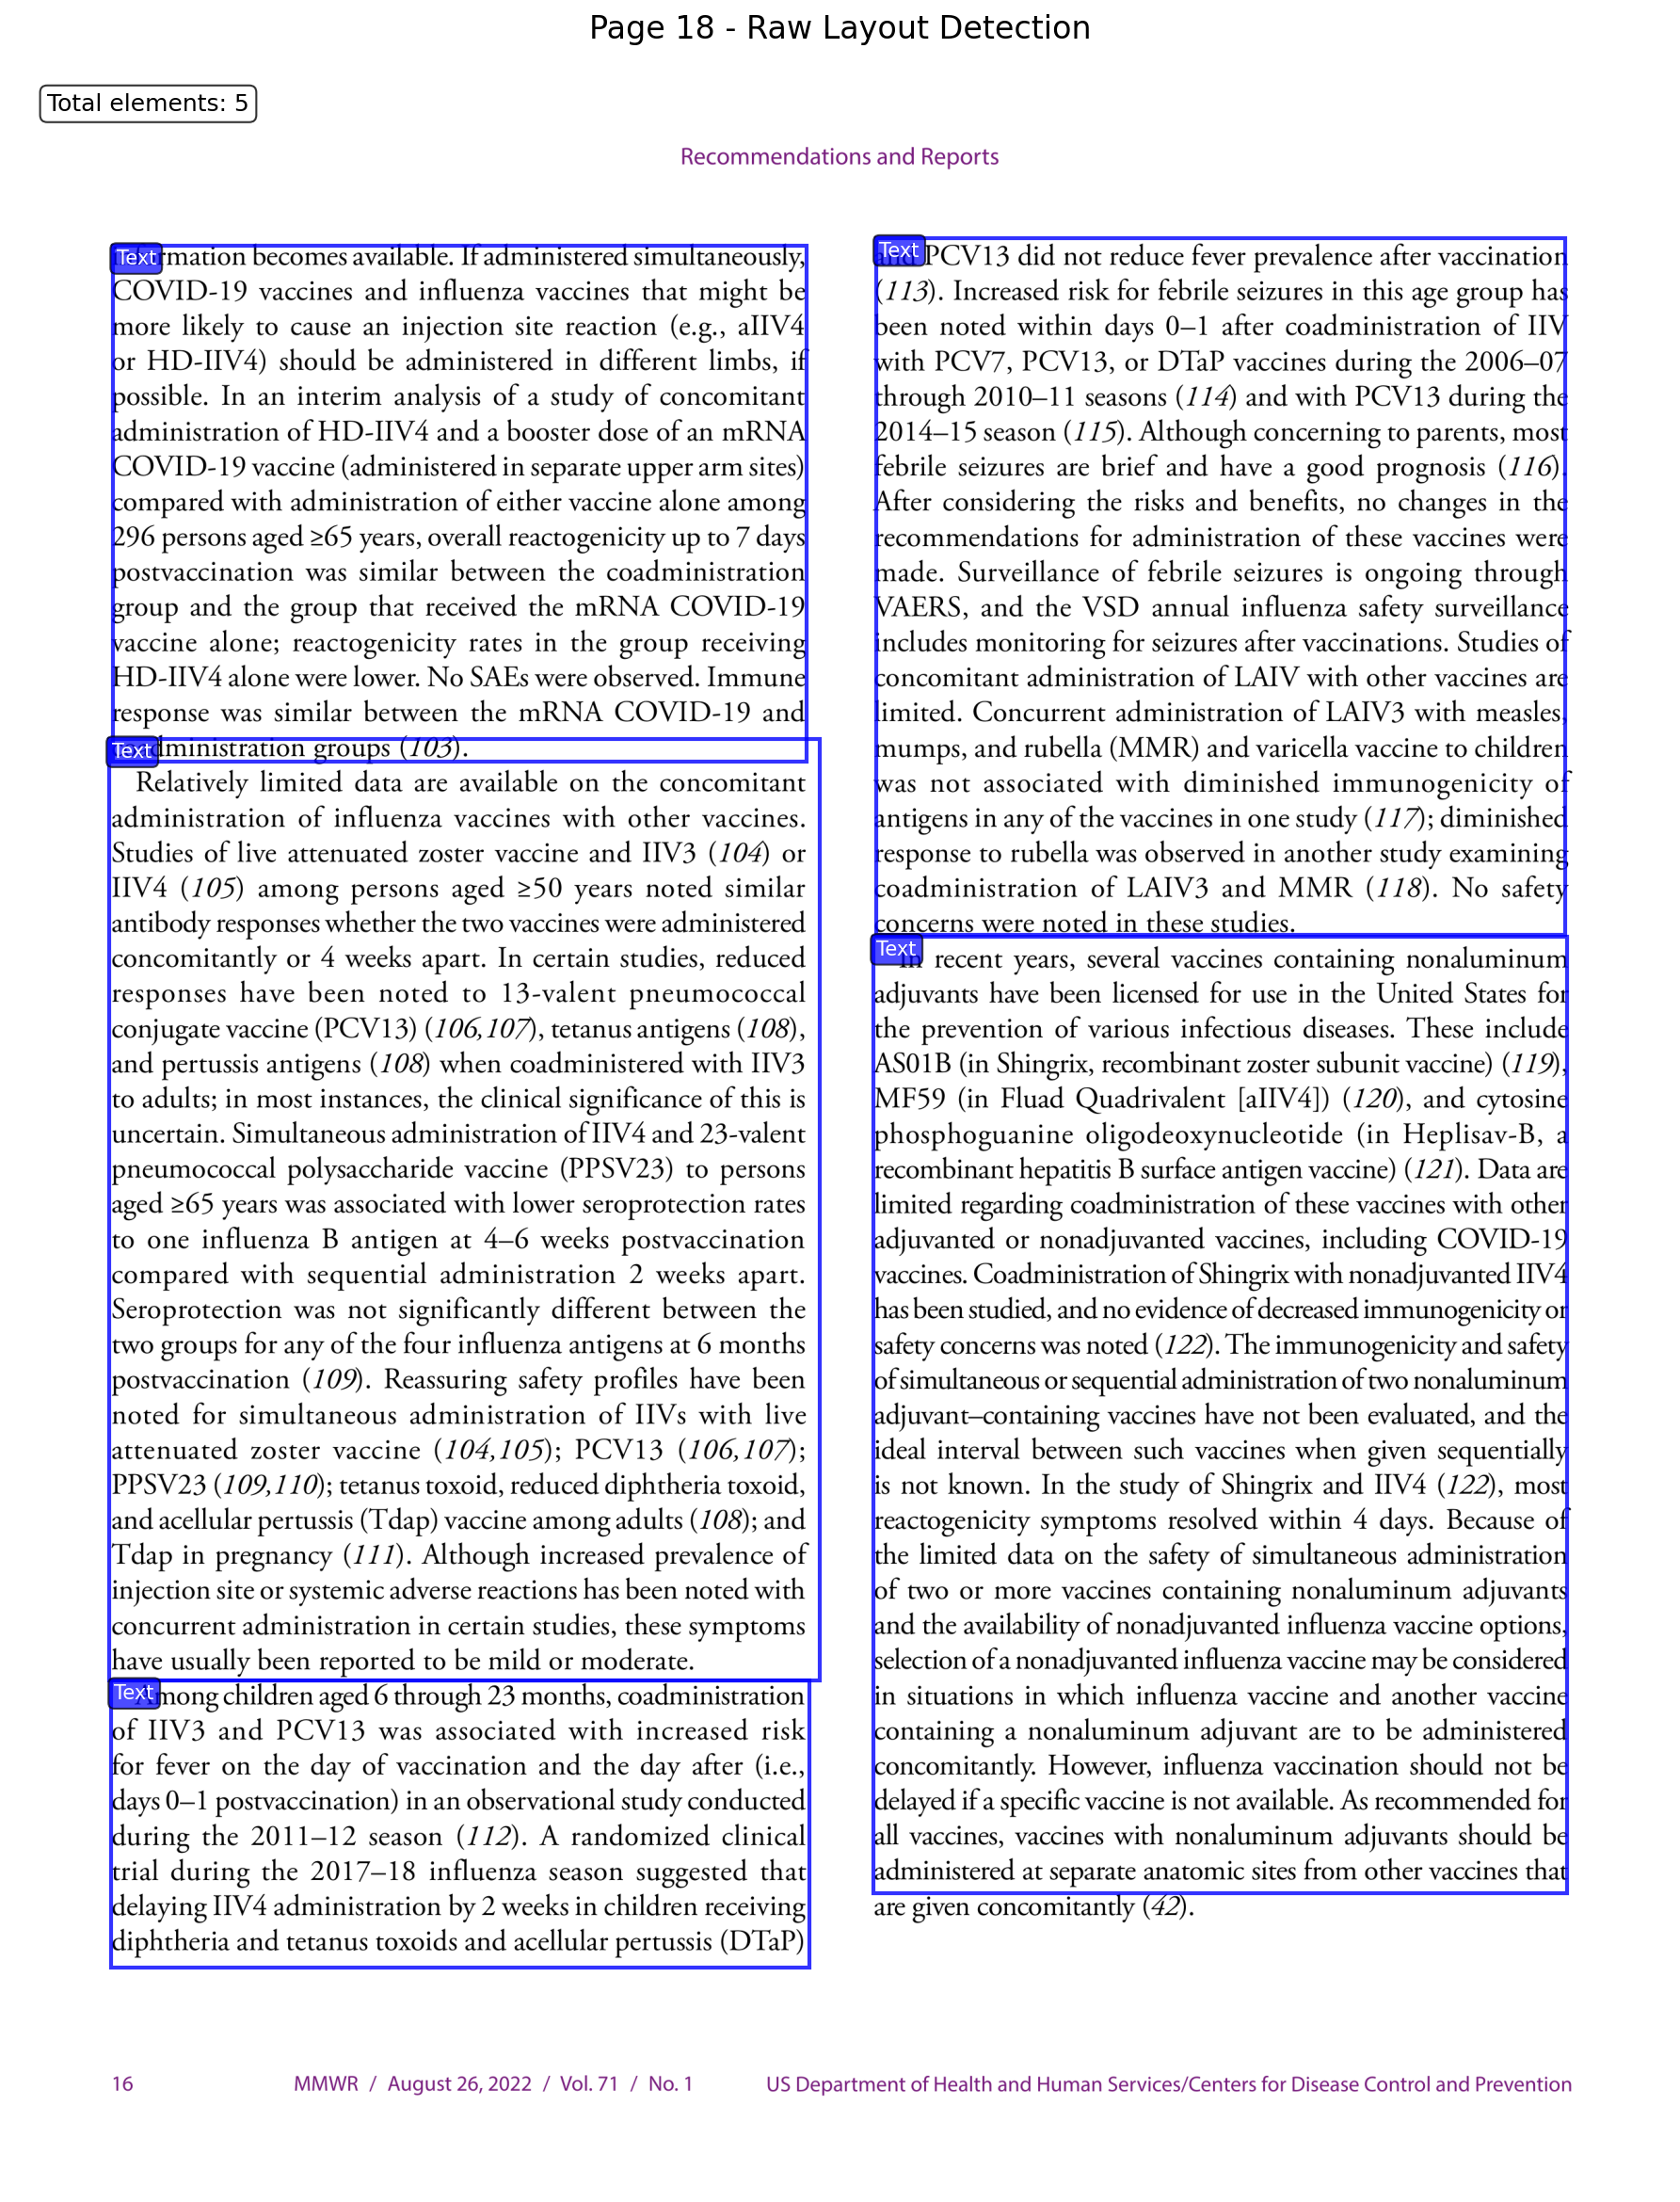 Page 18 - Raw Layout Detection
Total elements: 5
Recommendations and Reports
Text
rmation becomes available. If administered simultaneously,
COVID-19 vaccines and influenza vaccines that might be
more likely to cause an injection site reaction (e.g., aIIV4
or HD-IIV4) should be administered in different limbs, if
possible. In an interim analysis of a study of concomitant
administration of HD-IIV4 and a booster dose of an mRNA
COVID-19 vaccine (administered in separate upper arm sites)
compared with administration of either vaccine alone among
296 persons aged ≥65 years, overall reactogenicity up to 7 days
postvaccination was similar between the coadministration
group and the group that received the mRNA COVID-19
vaccine alone; reactogenicity rates in the group receiving
HD-IIV4 alone were lower. No SAEs were observed. Immune
response was similar between the mRNA COVID-19 and
Text
dministration groups (103).
Relatively limited data are available on the concomitant
administration of influenza vaccines with other vaccines.
Studies of live attenuated zoster vaccine and IIV3 (104) or
IIV4 (105) among persons aged ≥50 years noted similar
antibody responses whether the two vaccines were administered
concomitantly or 4 weeks apart. In certain studies, reduced
responses have been noted to 13-valent pneumococcal
conjugate vaccine (PCV13) (106,107), tetanus antigens (108),
and pertussis antigens (108) when coadministered with IIV3
to adults; in most instances, the clinical significance of this is
uncertain. Simultaneous administration of IIV4 and 23-valent
pneumococcal polysaccharide vaccine (PPSV23) to persons
aged ≥65 years was associated with lower seroprotection rates
to one influenza B antigen at 4–6 weeks postvaccination
compared with sequential administration 2 weeks apart.
Seroprotection was not significantly different between the
two groups for any of the four influenza antigens at 6 months
postvaccination (109). Reassuring safety profiles have been
noted for simultaneous administration of IIVs with live
attenuated zoster vaccine (104,105); PCV13 (106,107);
PPSV23 (109,110); tetanus toxoid, reduced diphtheria toxoid,
and acellular pertussis (Tdap) vaccine among adults (108); and
Tdap in pregnancy (111). Although increased prevalence of
injection site or systemic adverse reactions has been noted with
concurrent administration in certain studies, these symptoms
have usually been reported to be mild or moderate.
Text
Among children aged 6 through 23 months, coadministration
of IIV3 and PCV13 was associated with increased risk
for fever on the day of vaccination and the day after (i.e.,
days 0–1 postvaccination) in an observational study conducted
during the 2011–12 season (112). A randomized clinical
trial during the 2017–18 influenza season suggested that
delaying IIV4 administration by 2 weeks in children receiving
diphtheria and tetanus toxoids and acellular pertussis (DTaP)
Text
and PCV13 did not reduce fever prevalence after vaccination
(113). Increased risk for febrile seizures in this age group has
been noted within days 0–1 after coadministration of IIV
with PCV7, PCV13, or DTaP vaccines during the 2006–07
through 2010–11 seasons (114) and with PCV13 during the
2014–15 season (115). Although concerning to parents, most
febrile seizures are brief and have a good prognosis (116).
After considering the risks and benefits, no changes in the
recommendations for administration of these vaccines were
made. Surveillance of febrile seizures is ongoing through
VAERS, and the VSD annual influenza safety surveillance
includes monitoring for seizures after vaccinations. Studies of
concomitant administration of LAIV with other vaccines are
limited. Concurrent administration of LAIV3 with measles,
mumps, and rubella (MMR) and varicella vaccine to children
was not associated with diminished immunogenicity of
antigens in any of the vaccines in one study (117); diminished
response to rubella was observed in another study examining
coadministration of LAIV3 and MMR (118). No safety
concerns were noted in these studies.
Text
In recent years, several vaccines containing nonaluminum
adjuvants have been licensed for use in the United States for
the prevention of various infectious diseases. These include
AS01B (in Shingrix, recombinant zoster subunit vaccine) (119),
MF59 (in Fluad Quadrivalent [aIIV4]) (120), and cytosine
phosphoguanine oligodeoxynucleotide (in Heplisav-B, a
recombinant hepatitis B surface antigen vaccine) (121). Data are
limited regarding coadministration of these vaccines with other
adjuvanted or nonadjuvanted vaccines, including COVID-19
vaccines. Coadministration of Shingrix with nonadjuvanted IIV4
has been studied, and no evidence of decreased immunogenicity or
safety concerns was noted (122). The immunogenicity and safety
of simultaneous or sequential administration of two nonaluminum
adjuvant–containing vaccines have not been evaluated, and the
ideal interval between such vaccines when given sequentially
is not known. In the study of Shingrix and IIV4 (122), most
reactogenicity symptoms resolved within 4 days. Because of
the limited data on the safety of simultaneous administration
of two or more vaccines containing nonaluminum adjuvants
and the availability of nonadjuvanted influenza vaccine options,
selection of a nonadjuvanted influenza vaccine may be considered
in situations in which influenza vaccine and another vaccine
containing a nonaluminum adjuvant are to be administered
concomitantly. However, influenza vaccination should not be
delayed if a specific vaccine is not available. As recommended for
all vaccines, vaccines with nonaluminum adjuvants should be
administered at separate anatomic sites from other vaccines that
are given concomitantly (42).
16 MMWR / August 26, 2022 / Vol. 71 / No. 1 US Department of Health and Human Services/Centers for Disease Control and Prevention